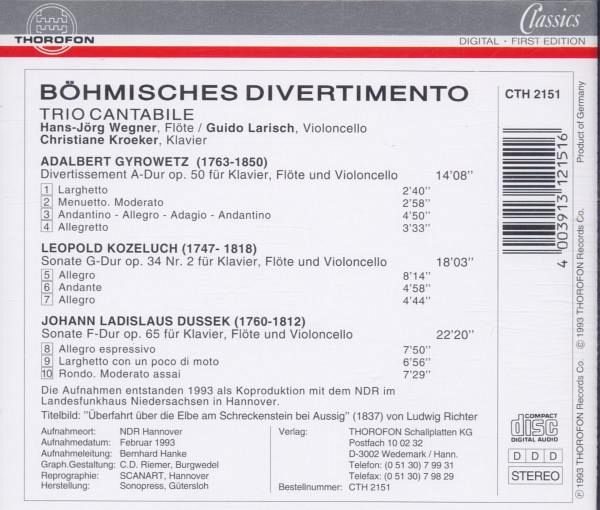 THOROFON
Classics
DIGITAL • FIRST EDITION
BÖHMISCHES DIVERTIMENTO
CTH 2151
TRIO CANTABILE
Hans-Jörg Wegner, Flöte / Guido Larisch, Violoncello
Christiane Kroeker, Klavier
ADALBERT GYROWETZ (1763-1850)
Divertissement A-Dur op. 50 für Klavier, Flöte und Violoncello 14'08''
1 Larghetto 2'40''
2 Menuetto. Moderato 2'58''
3 Andantino - Allegro - Adagio - Andantino 4'50''
4 Allegretto 3'33''
LEOPOLD KOZELUCH (1747- 1818)
Sonate G-Dur op. 34 Nr. 2 für Klavier, Flöte und Violoncello 18'03''
5 Allegro 8'14''
6 Andante 4'58''
7 Allegro 4'44''
JOHANN LADISLAUS DUSSEK (1760-1812)
Sonate F-Dur op. 65 für Klavier, Flöte und Violoncello 22'20''
8 Allegro espressivo 7'50''
9 Larghetto con un poco di moto 6'56''
10 Rondo. Moderato assai 7'29''
Die Aufnahmen entstanden 1993 als Koproduktion mit dem NDR im
Landesfunkhaus Niedersachsen in Hannover.
Titelbild: "Überfahrt über die Elbe am Schreckenstein bei Aussig" (1837) von Ludwig Richter
Aufnahmeort: NDR Hannover
Aufnahmedatum: Februar 1993
Aufnahmeleitung: Bernhard Hanke
Graph.Gestaltung: C.D. Riemer, Burgwedel
Reprographie: SCANART, Hannover
Herstellung: Sonopress, Gütersloh
Verlag: THOROFON Schallplatten KG
Postfach 10 02 32
D-3002 Wedemark / Hann.
Telefon: (0 51 30) 7 99 31
Telefax: (0 51 30) 7 98 29
Bestellnummer: CTH 2151
4 003913 121516
Product of Germany
© 1993 THOROFON Records Co.
℗ 1993 THOROFON Records Co.
COMPACT
disc
DIGITAL AUDIO
D D D
STEREO